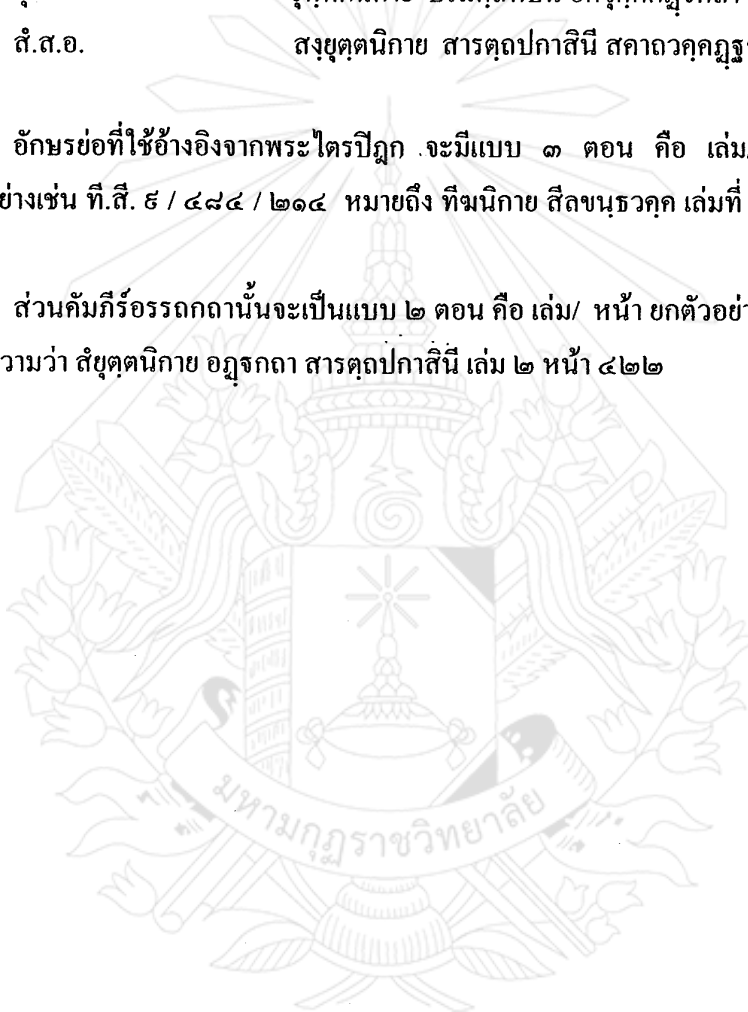 สํ.ส.อ. สงฺยุตฺตนิกาย สารตฺถปกาสินี สคาถวคฺคฏฺฐ
อักษรย่อที่ใช้อ้างอิงจากพระไตรปิฎก จะมีแบบ ๓ ตอน คือ เล่ม
ย่างเช่น ที.สี. ๙ / ๔๘๔ / ๒๑๔ หมายถึง ทีฆนิกาย สีลขนฺธวคฺค เล่มที่
ส่วนคัมภีร์อรรถกถานั้นจะเป็นแบบ ๒ ตอน คือ เล่ม/ หน้า ยกตัวอย่า
วามว่า สํยุตฺตนิกาย อฏฺฐกถา สารตฺถปกาสินี เล่ม ๒ หน้า ๔๒๒
มหามกุฏราชวิทยาลัย